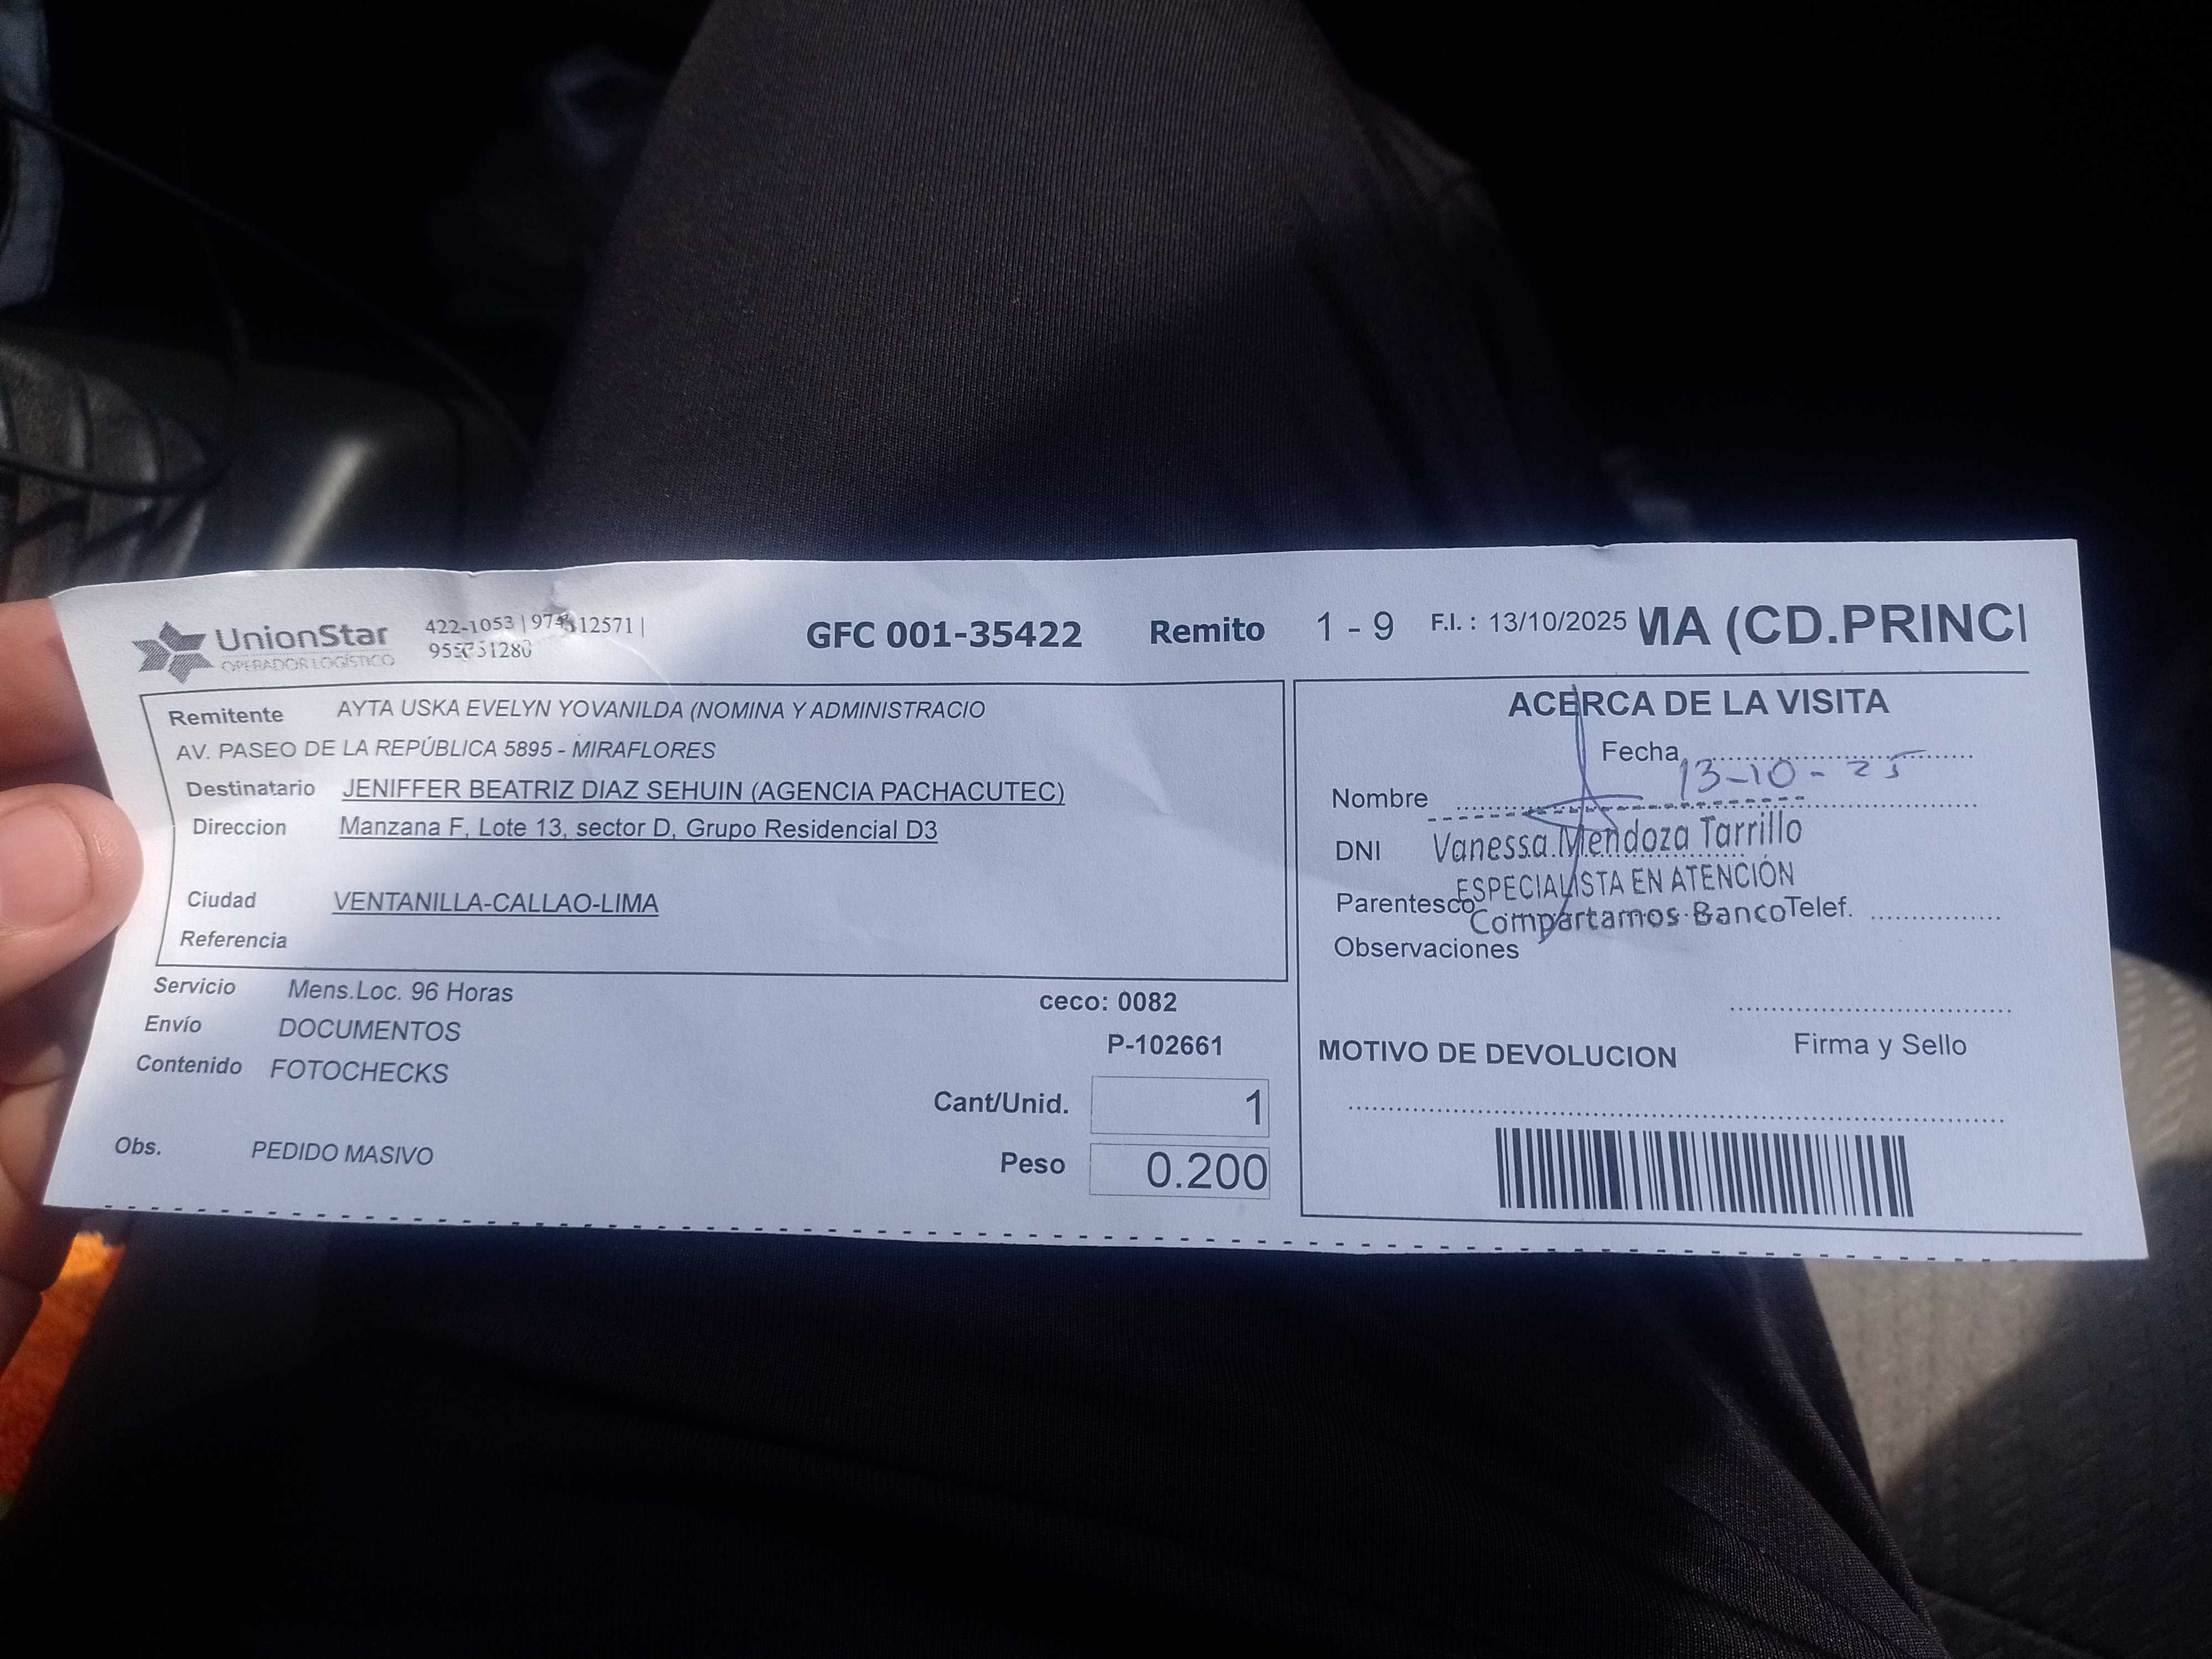 UnionStar
OPERADOR LOGÍSTICO
422-1053 |
GFC 001-35422 Remito 1 - 9 F.I. : 13/10/2025 MA (CD.PRINCI
Remitente AYTA USKA EVELYN YOVANILDA (NOMINA Y ADMINISTRACIO
AV. PASEO DE LA REPÚBLICA 5895 - MIRAFLORES
Destinatario JENIFFER BEATRIZ DIAZ SEHUIN (AGENCIA PACHACUTEC)
Direccion Manzana F, Lote 13, sector D, Grupo Residencial D3
Ciudad VENTANILLA-CALLAO-LIMA
Referencia
Servicio Mens.Loc. 96 Horas
ceco: 0082
Envío DOCUMENTOS
P-102661
Contenido FOTOCHECKS
Cant/Unid. 1
Obs. PEDIDO MASIVO
Peso 0.200
ACERCA DE LA VISITA
Fecha 13-10-25
Nombre
DNI Vanessa Mendoza Tarrillo
ESPECIALISTA EN ATENCIÓN
Parentesco Compartamos Banco Telef.
Observaciones
Firma y Sello
MOTIVO DE DEVOLUCION